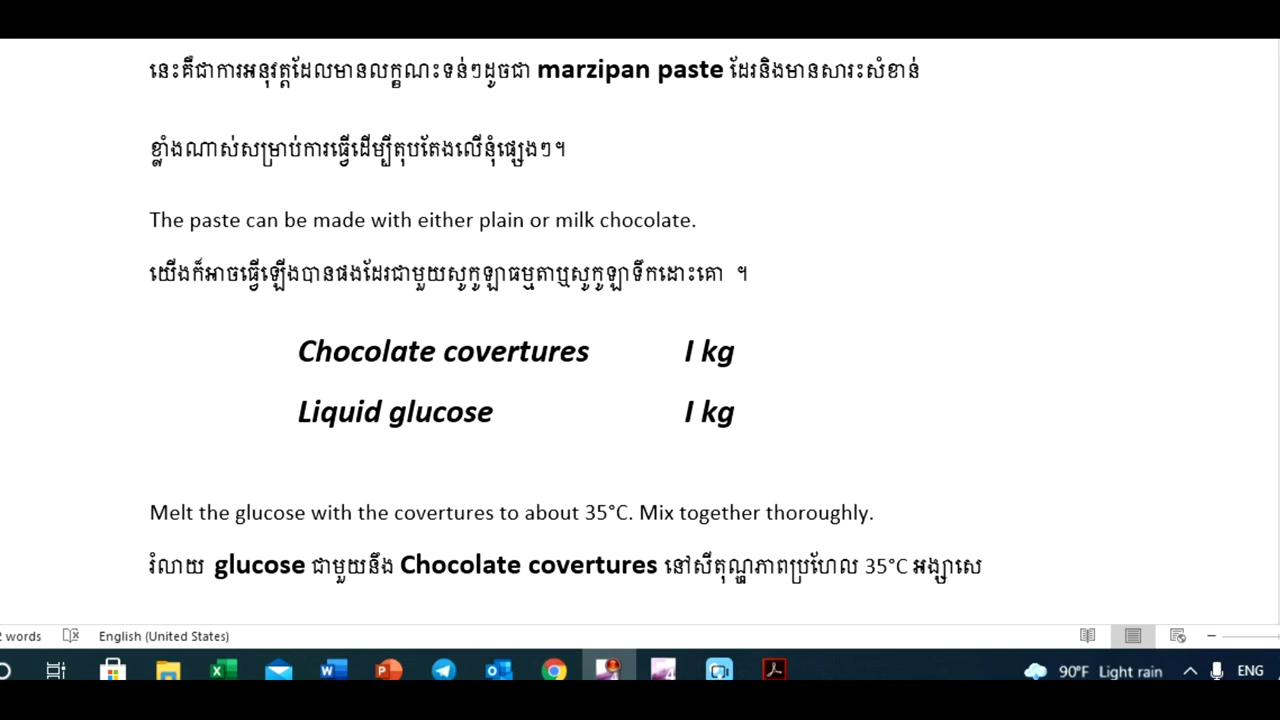 នេះគឺជាការអនុវត្តដែលមានលក្ខណះទន់ៗដូចជា marzipan paste ដែរនិងមានសារះសំខាន់
ខ្លាំងណាស់សម្រាប់ការធ្វើដើម្បីតុបតែងលើនុំផ្សេងៗ។
The paste can be made with either plain or milk chocolate.
យើងក៏អាចធ្វើឡើងបានផងដែរជាមួយសូកូឡាធម្មតាឬសូកូឡាទឹកដោះគោ ។
Chocolate covertures I kg
Liquid glucose I kg
Melt the glucose with the covertures to about 35°C. Mix together thoroughly.
រំលាយ glucose ជាមួយនឹង Chocolate covertures នៅសីតុណ្ហភាពប្រហែល 35°C អង្សាសេ
2 words English (United States)
90°F Light rain ENG